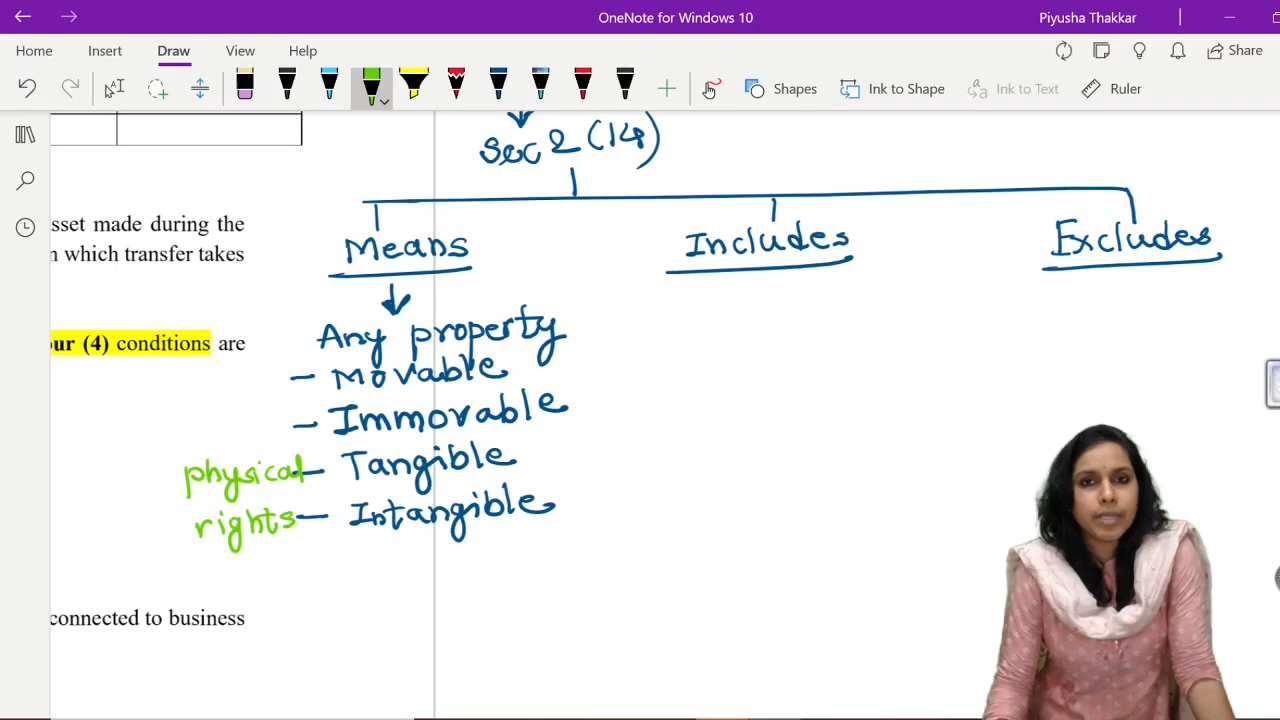 OneNote for Windows 10
Piyusha Thakkar
Home Insert Draw View Help
Share
Shapes
Ink to Shape
Ink to Text
Ruler
sec 2 (14)
Means
Includes
Excludes
sset made during the
n which transfer takes
our (4) conditions are
connected to business
Any property
- Movable
- Immovable
physical - Tangible
rights - Intangible